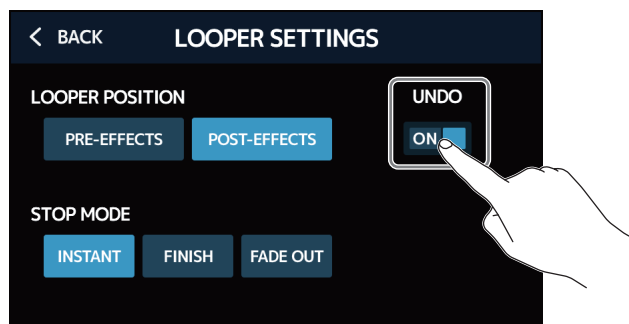 BACK LOOPER SETTINGS
LOOPER POSITION UNDO
PRE-EFFECTS POST-EFFECTS ON
STOP MODE
INSTANT FINISH FADE OUT